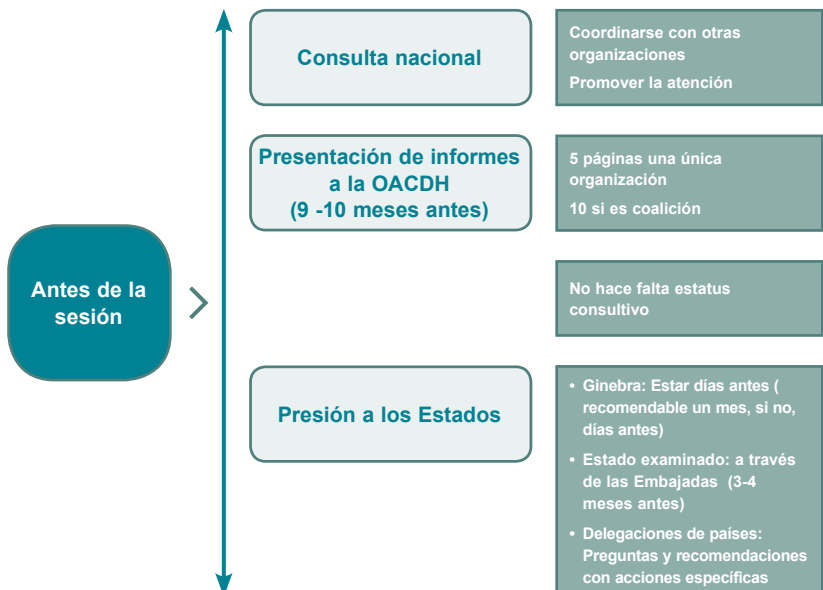 Antes de la
sesión
Consulta nacional
Coordinarse con otras
organizaciones
Promover la atención
Presentación de informes
a la OACDH
(9 -10 meses antes)
5 páginas una única
organización
10 si es coalición
No hace falta estatus
consultivo
Presión a los Estados
• Ginebra: Estar días antes (
recomendable un mes, si no,
días antes)
• Estado examinado: a través
de las Embajadas (3-4
meses antes)
• Delegaciones de países:
Preguntas y recomendaciones
con acciones específicas